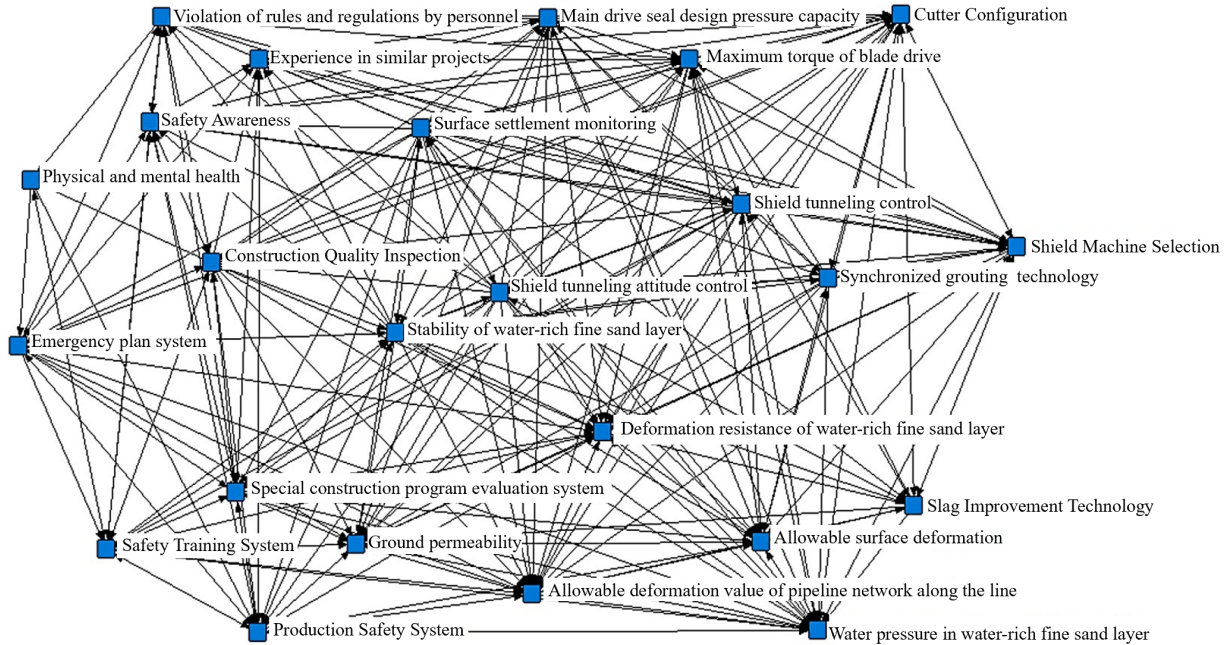 Violation of rules and regulations by personnel
Main drive seal design pressure capacity
Cutter Configuration
Experience in similar projects
Maximum torque of blade drive
Safety Awareness
Surface settlement monitoring
Physical and mental health
Shield tunneling control
Shield Machine Selection
Construction Quality Inspection
Shield tunneling attitude control
Synchronized grouting technology
Stability of water-rich fine sand layer
Emergency plan system
Deformation resistance of water-rich fine sand layer
Special construction program evaluation system
Slag Improvement Technology
Safety Training System
Ground permeability
Allowable surface deformation
Allowable deformation value of pipeline network along the line
Production Safety System
Water pressure in water-rich fine sand layer